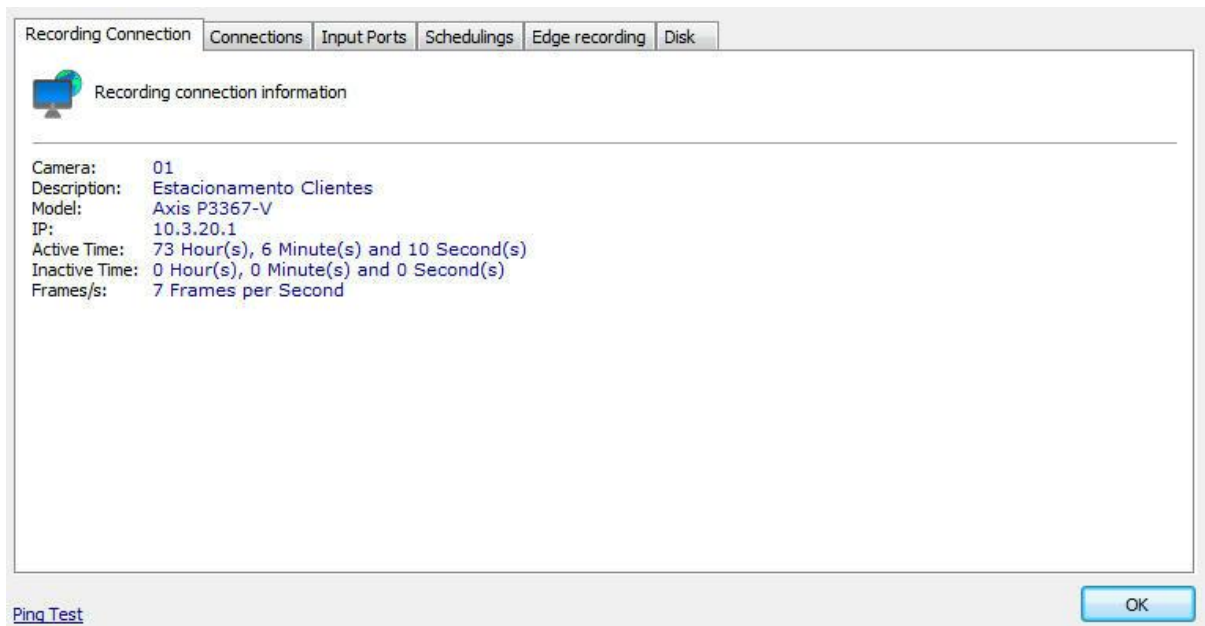 Recording Connection Connections Input Ports Schedulings Edge recording Disk
Recording connection information
Camera: 01
Description: Estacionamento Clientes
Model: Axis P3367-V
IP: 10.3.20.1
Active Time: 73 Hour(s), 6 Minute(s) and 10 Second(s)
Inactive Time: 0 Hour(s), 0 Minute(s) and 0 Second(s)
Frames/s: 7 Frames per Second
Ping Test
OK